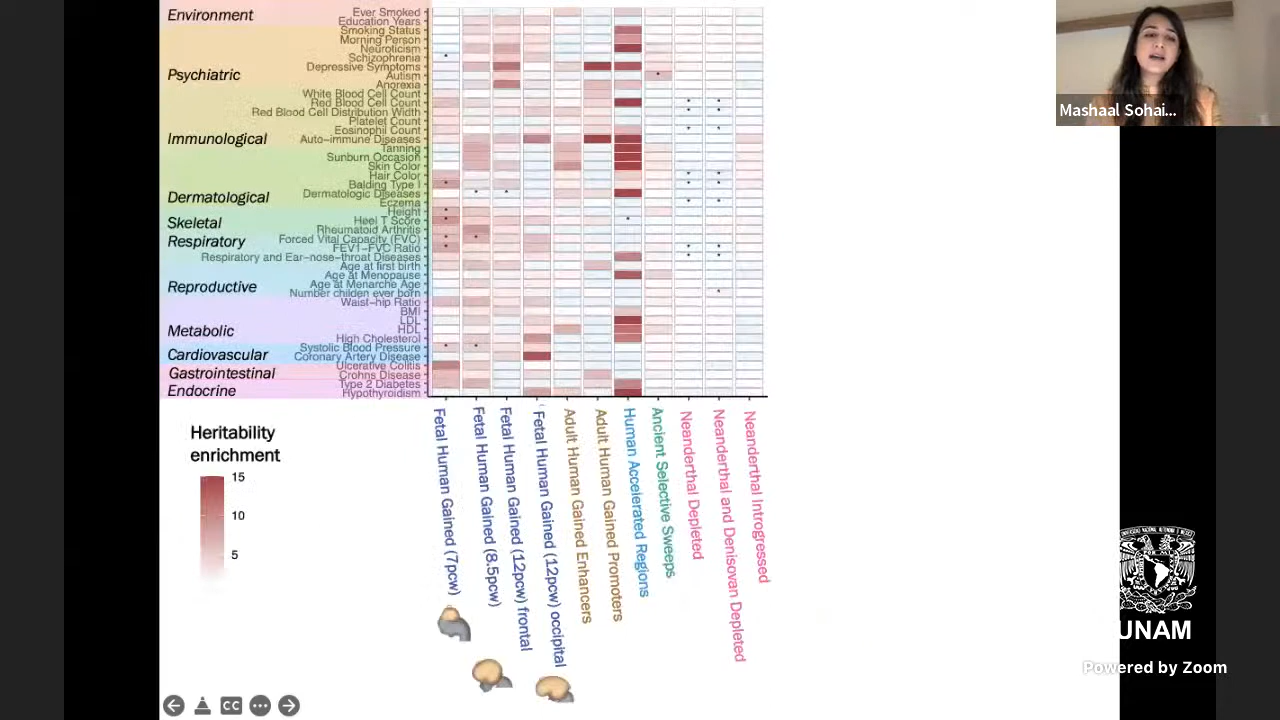 Environment
Psychiatric
Immunological
Dermatological
Skeletal
Respiratory
Reproductive
Metabolic
Cardiovascular
Gastrointestinal
Endocrine
Ever Smoked
Education Years
Smoking Status
Morning Person
Neuroticism
Schizophrenia
Depressive Symptoms
Autism
Anorexia
White Blood Cell Count
Red Blood Cell Count
Red Blood Cell Distribution Width
Platelet Count
Eosinophil Count
Auto-immune Diseases
Tanning
Sunburn Occasion
Skin Color
Hair Color
Balding Type I
Dermatologic Diseases
Eczema
Height
Heel T Score
Rheumatoid Arthritis
Forced Vital Capacity (FVC)
FEV1-FVC Ratio
Respiratory and Ear-nose-throat Diseases
Age at first birth
Age at Menopause
Age at Menarche Age
Number childen ever born
Waist-hip Ratio
BMI
LDL
HDL
High Cholesterol
Systolic Blood Pressure
Coronary Artery Disease
Ulcerative Colitis
Crohns Disease
Type 2 Diabetes
Hypothyroidism
Fetal Human Gained (7pcw)
Fetal Human Gained (8.5pcw)
Fetal Human Gained (12pcw) frontal
Fetal Human Gained (12pcw) occipital
Adult Human Gained Enhancers
Adult Human Gained Promoters
Human Accelerated Regions
Ancient Selective Sweeps
Neanderthal Depleted
Neanderthal and Denisovan Depleted
Neanderthal Introgressed
Heritability
enrichment
15
10
5
CC
Mashaal Sohai...
UNAM
Powered by Zoom